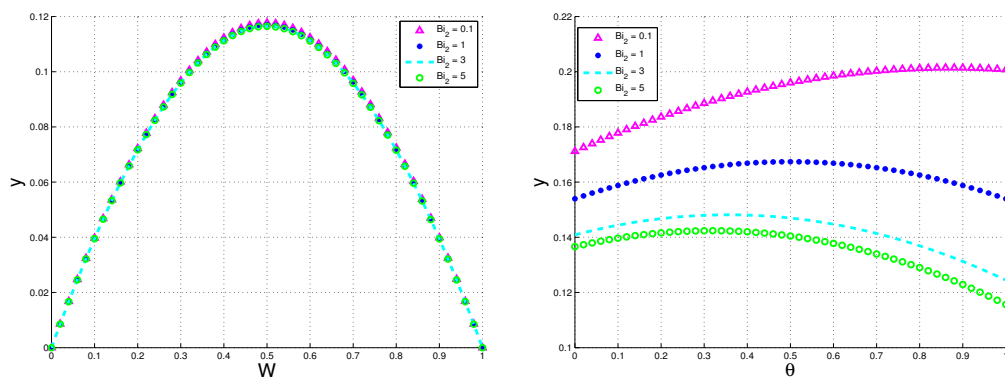 0.12
0.1
0.08
0.06
0.04
0.02
0
y
0 0.1 0.2 0.3 0.4 0.5 0.6 0.7 0.8 0.9 1
W
Bi2 = 0.1
Bi2 = 1
Bi2 = 3
Bi2 = 5
0.22
0.20
0.18
0.16
0.14
0.12
0.1
y
0 0.1 0.2 0.3 0.4 0.5 0.6 0.7 0.8 0.9 1
θ
Bi2 = 0.1
Bi2 = 1
Bi2 = 3
Bi2 = 5